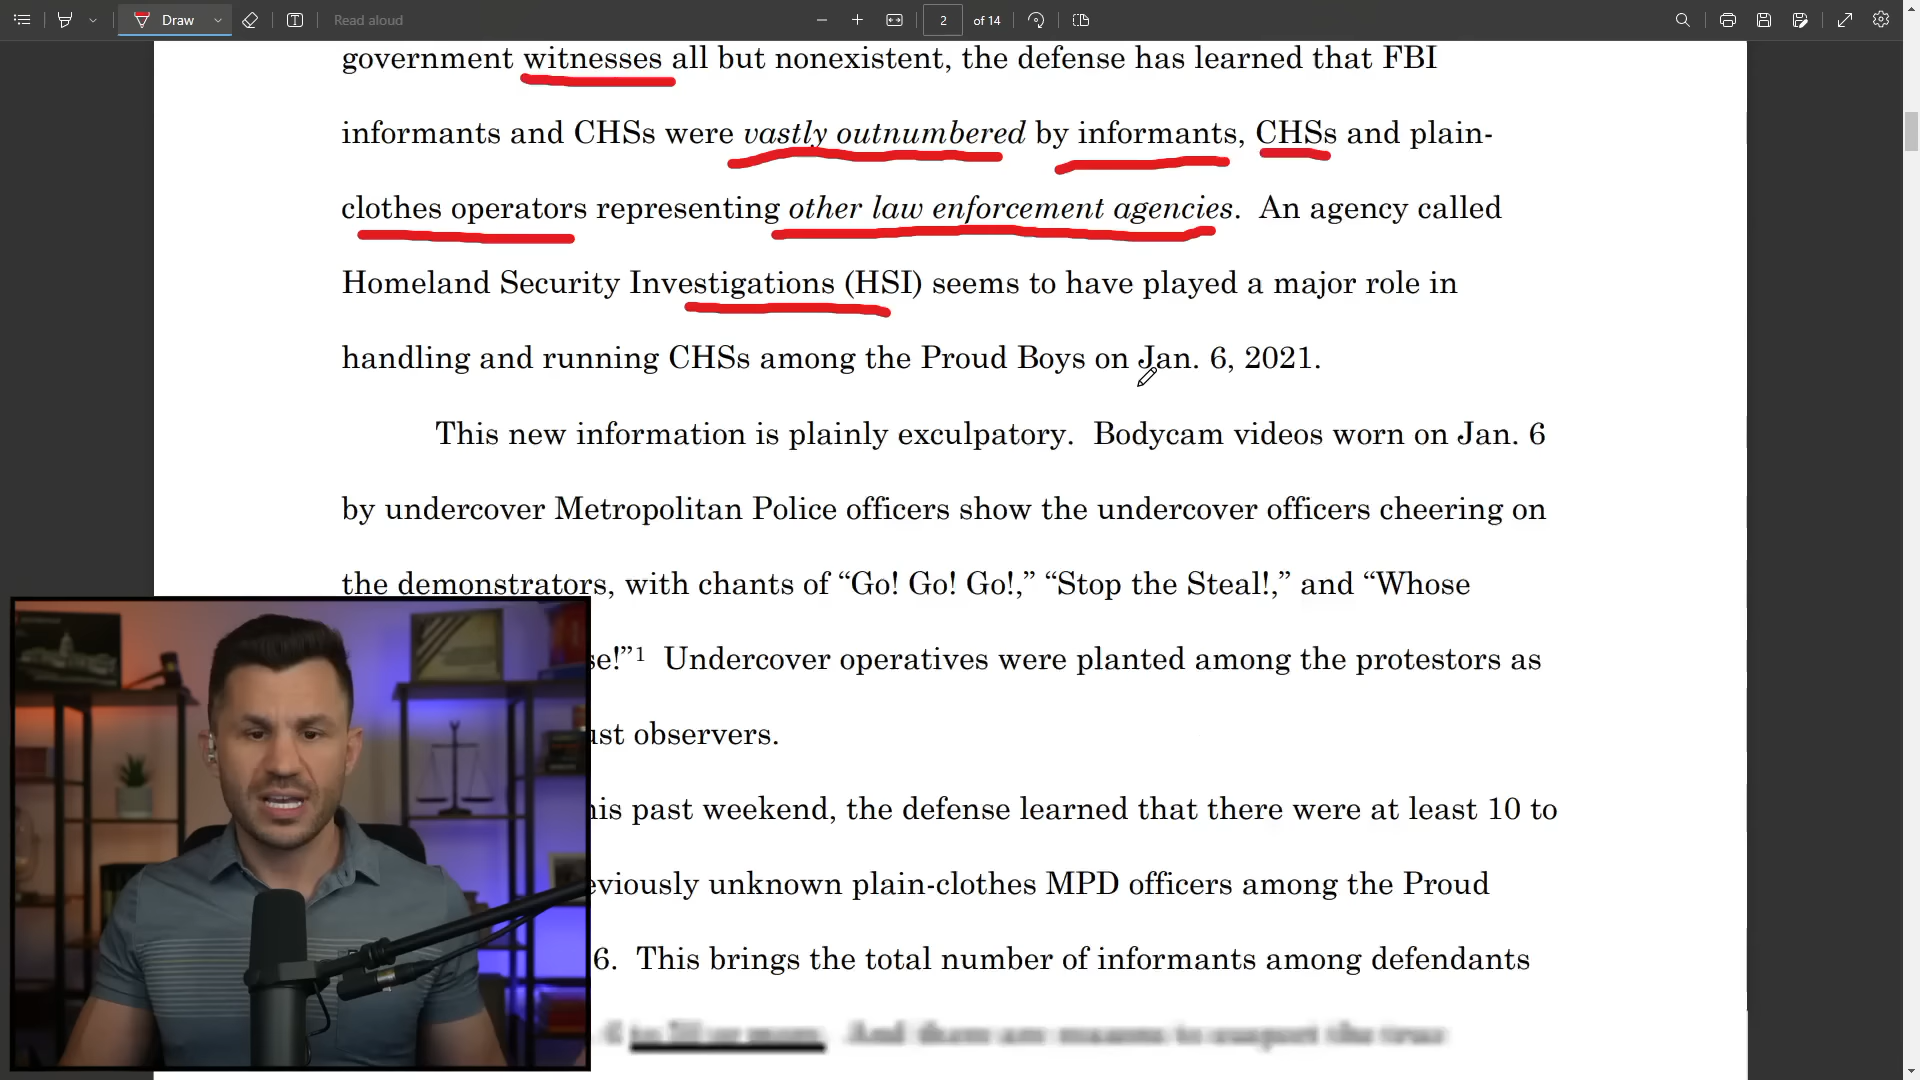 Draw
Read aloud
2
of 14
government witnesses all but nonexistent, the defense has learned that FBI
informants and CHSs were vastly outnumbered by informants, CHSs and plain-
clothes operators representing other law enforcement agencies. An agency called
Homeland Security Investigations (HSI) seems to have played a major role in
handling and running CHSs among the Proud Boys on Jan. 6, 2021.
This new information is plainly exculpatory. Bodycam videos worn on Jan. 6
by undercover Metropolitan Police officers show the undercover officers cheering on
the demonstrators, with chants of “Go! Go! Go!,” “Stop the Steal!,” and “Whose
se!”1 Undercover operatives were planted among the protestors as
ust observers.
his past weekend, the defense learned that there were at least 10 to
eviously unknown plain-clothes MPD officers among the Proud
6. This brings the total number of informants among defendants